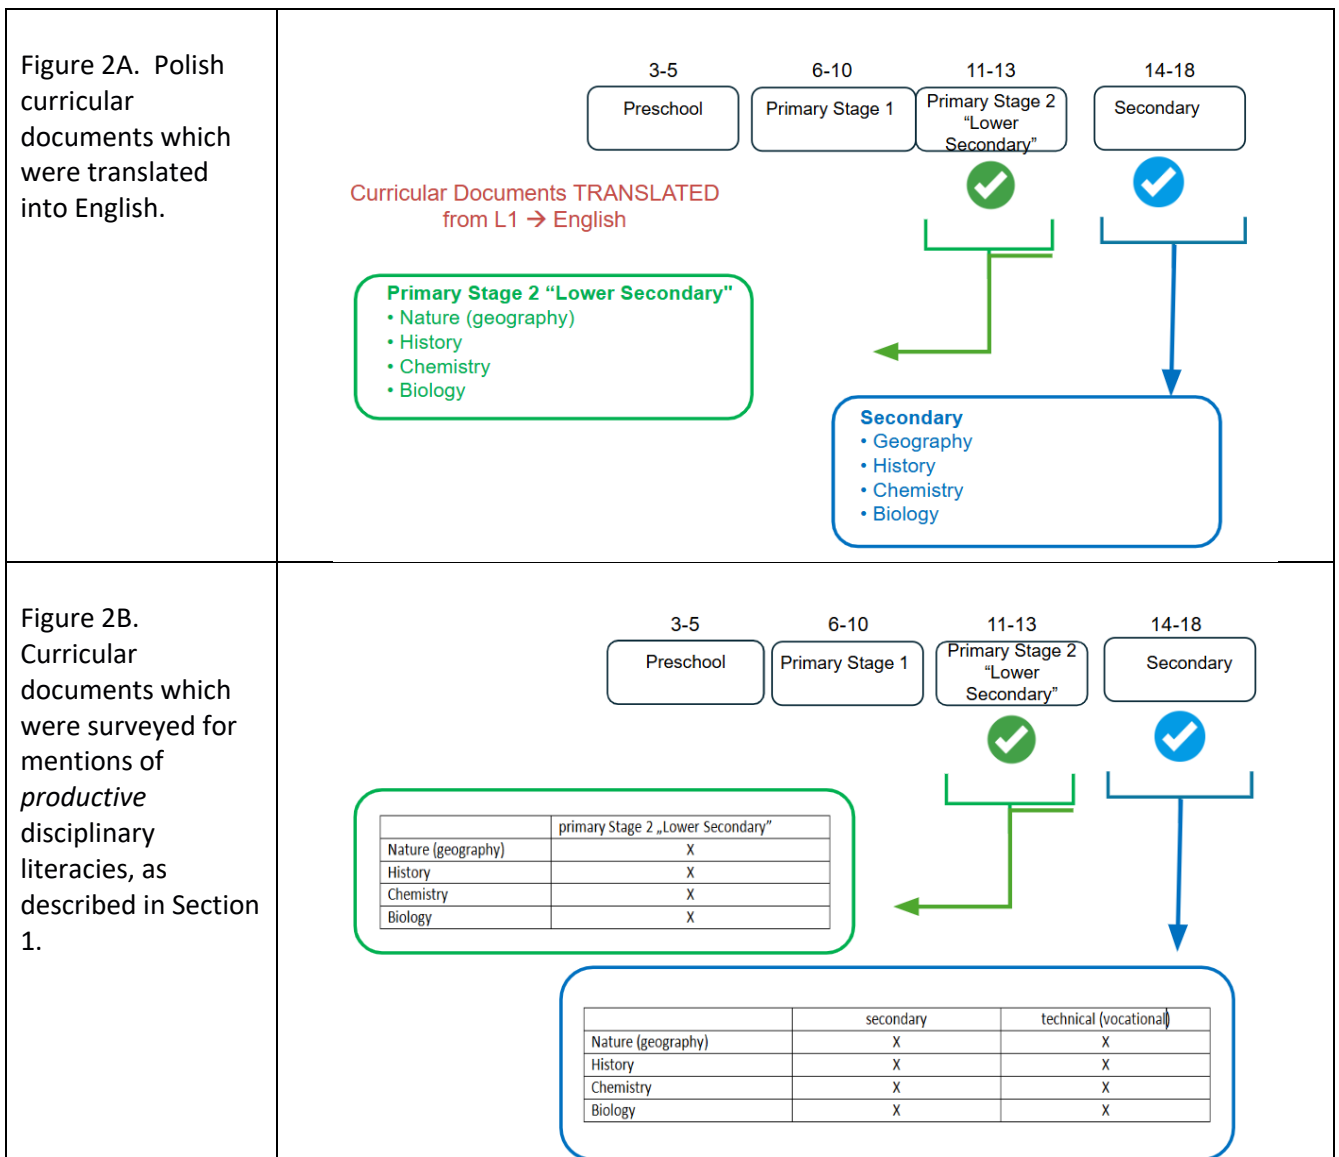 Figure 2A.  Polish
curricular
documents which
were translated
into English.
3-5
6-10
11-13
14-18
Preschool
Primary Stage 1
Primary Stage 2
“Lower
Secondary”
Secondary
Curricular Documents TRANSLATED
from L1 → English
Primary Stage 2 “Lower Secondary"
• Nature (geography)
• History
• Chemistry
• Biology
Secondary
• Geography
• History
• Chemistry
• Biology
Figure 2B.
Curricular
documents which
were surveyed for
mentions of
productive
disciplinary
literacies, as
described in Section
1.
3-5
6-10
11-13
14-18
Preschool
Primary Stage 1
Primary Stage 2
“Lower
Secondary”
Secondary
primary Stage 2 „Lower Secondary”
Nature (geography) X
History X
Chemistry X
Biology X
secondary technical (vocational)
Nature (geography) X X
History X X
Chemistry X X
Biology X X